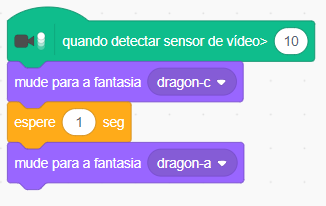 quando detectar sensor de vídeo> 10
mude para a fantasia dragon-c
espere 1 seg
mude para a fantasia dragon-a